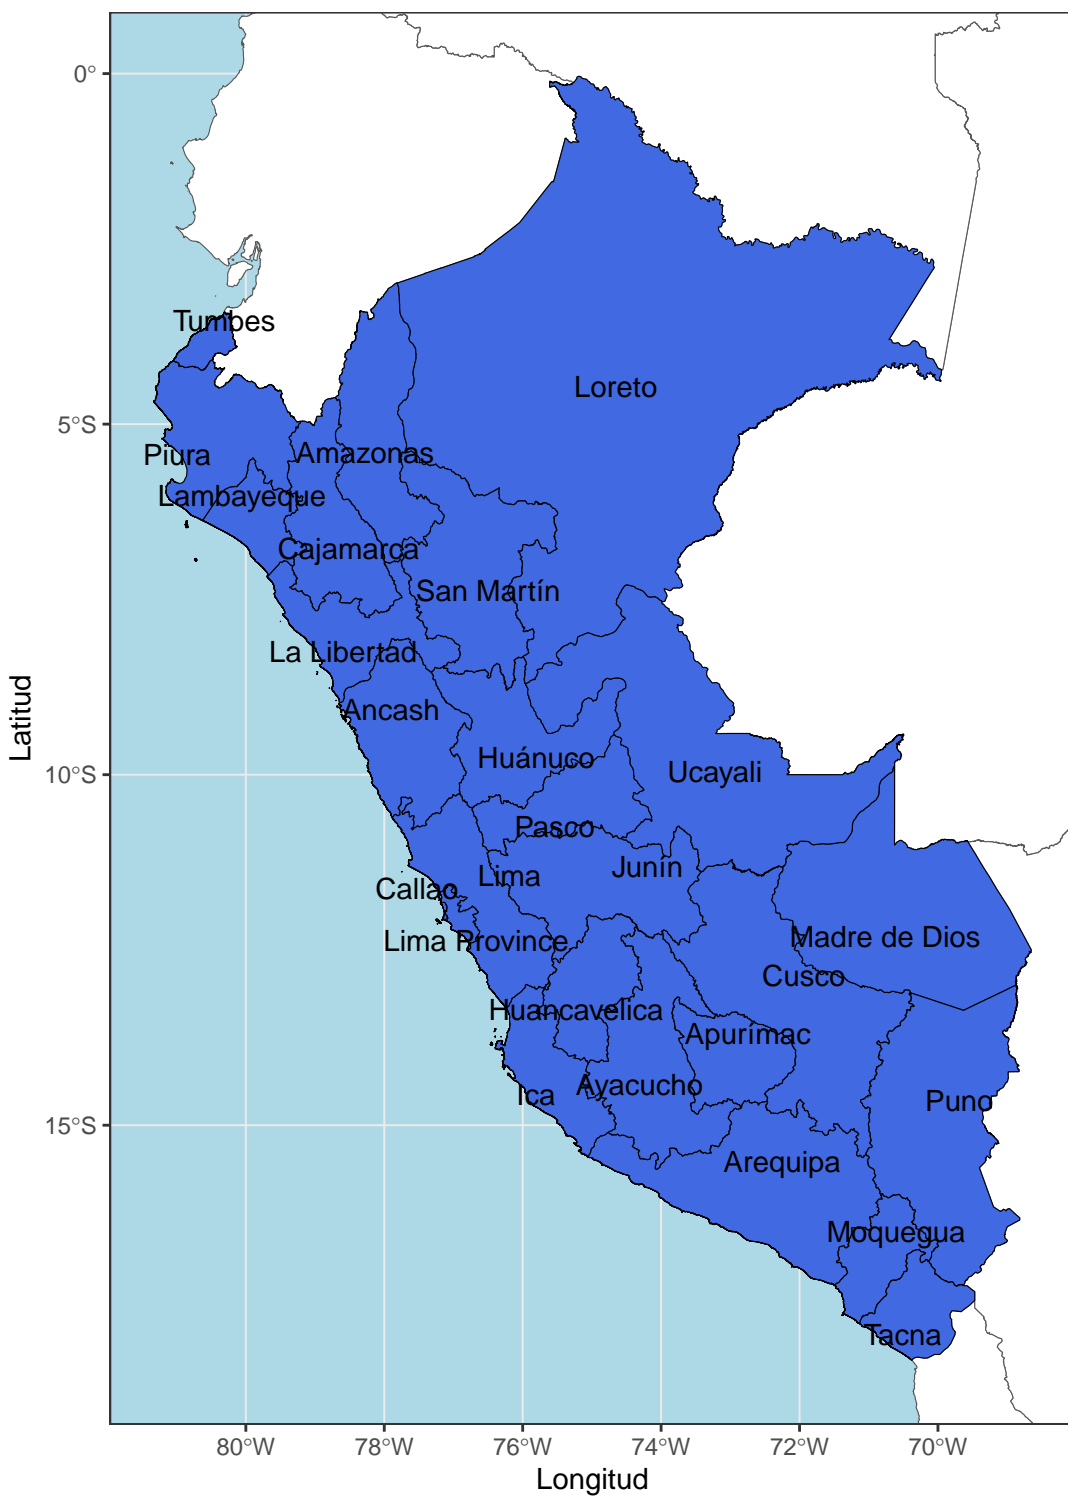 0°
Tumbes
Loreto
5°S
Piura
Amazonas
Lambayeque
Cajamarca
San Martín
La Libertad
Ancash
Latitud
Huánuco
Ucayali
10°S
Pasco
Junín
Lima
Callao
Madre de Dios
Lima Province
Cusco
Huancavelica
Apurímac
Ayacucho
Ica
Puno
15°S
Arequipa
Moquegua
Tacna
80°W 78°W 76°W 74°W 72°W 70°W
Longitud